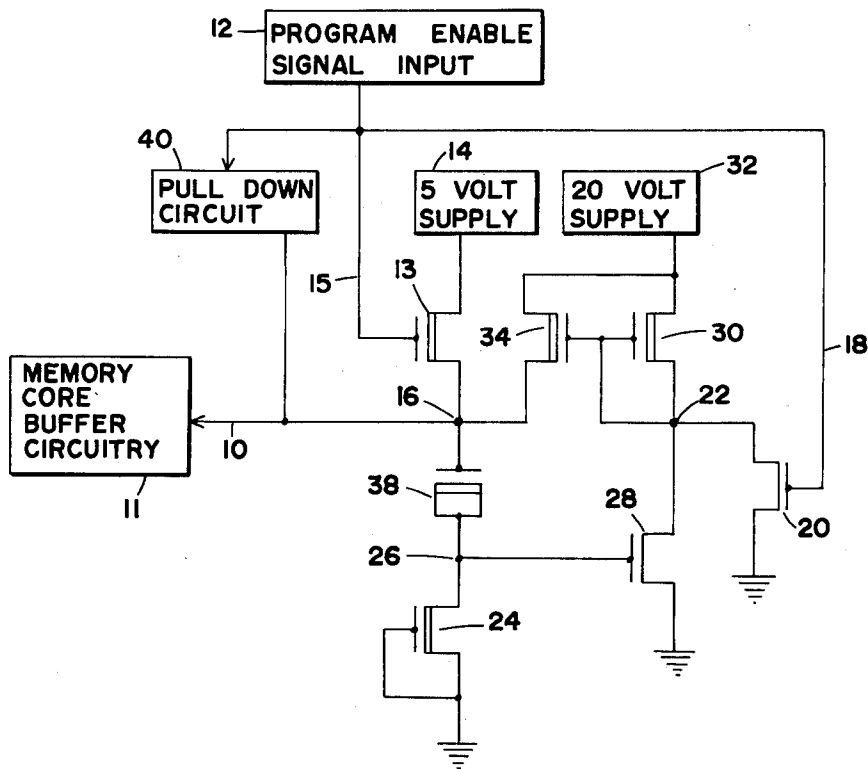 12
PROGRAM ENABLE
SIGNAL INPUT
40
14
32
PULL DOWN
CIRCUIT
5 VOLT
SUPPLY
20 VOLT
SUPPLY
15
13
34
30
18
MEMORY
CORE
BUFFER
CIRCUITRY
16
22
10
11
38
28
20
26
24